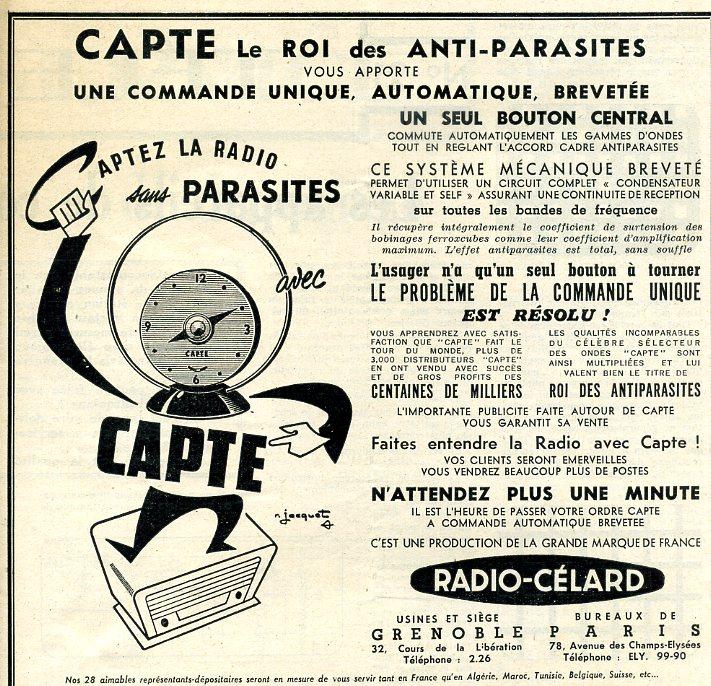 CAPTE Le ROI des ANTI-PARASITES
VOUS APPORTE
UNE COMMANDE UNIQUE, AUTOMATIQUE, BREVETÉE
CAPTEZ LA RADIO
sans PARASITES
avec
12
9
3
CAPTE
6
CAPTE
r. jacquet
UN SEUL BOUTON CENTRAL
COMMUTE AUTOMATIQUEMENT LES GAMMES D'ONDES
TOUT EN REGLANT L'ACCORD CADRE ANTIPARASITES
CE SYSTÈME MÉCANIQUE BREVETÉ
PERMET D'UTILISER UN CIRCUIT COMPLET « CONDENSATEUR
VARIABLE ET SELF » ASSURANT UNE CONTINUITE DE RECEPTION
sur toutes les bandes de fréquence
Il récupère intégralement le coefficient de surtension des
bobinages ferroxcubes comme leur coefficient d'amplification
maximum. L'effet antiparasites est total, sans souffle
L'usager n'a qu'un seul bouton à tourner
LE PROBLÈME DE LA COMMANDE UNIQUE
EST RÉSOLU !
VOUS APPRENDREZ AVEC SATIS-
FACTION QUE "CAPTE" FAIT LE
TOUR DU MONDE, PLUS DE
3.000 DISTRIBUTEURS "CAPTE"
EN ONT VENDU AVEC SUCCÈS
ET DE GROS PROFITS DES
CENTAINES DE MILLIERS
LES QUALITÉS INCOMPARABLES
DU CÉLÈBRE SÉLECTEUR
DES ONDES "CAPTE" SONT
AINSI MULTIPLIÉES ET LUI
VALENT BIEN LE TITRE DE
ROI DES ANTIPARASITES
L'IMPORTANTE PUBLICITE FAITE AUTOUR DE CAPTE
VOUS GARANTIT SA VENTE
Faites entendre la Radio avec Capte !
VOS CLIENTS SERONT EMERVEILLES
VOUS VENDREZ BEAUCOUP PLUS DE POSTES
N'ATTENDEZ PLUS UNE MINUTE
IL EST L'HEURE DE PASSER VOTRE ORDRE CAPTE
A COMMANDE AUTOMATIQUE BREVETEE
C'EST UNE PRODUCTION DE LA GRANDE MARQUE DE FRANCE
RADIO-CÉLARD
USINES ET SIÈGE
GRENOBLE
32, Cours de la Libération
Téléphone : 2.26
BUREAUX DE
PARIS
78, Avenue des Champs-Elysées
Téléphone : ELY. 99-90
Nos 28 aimables représentants-dépositaires seront en mesure de vous servir tant en France qu'en Algérie, Maroc, Tunisie, Belgique, Suisse, etc...